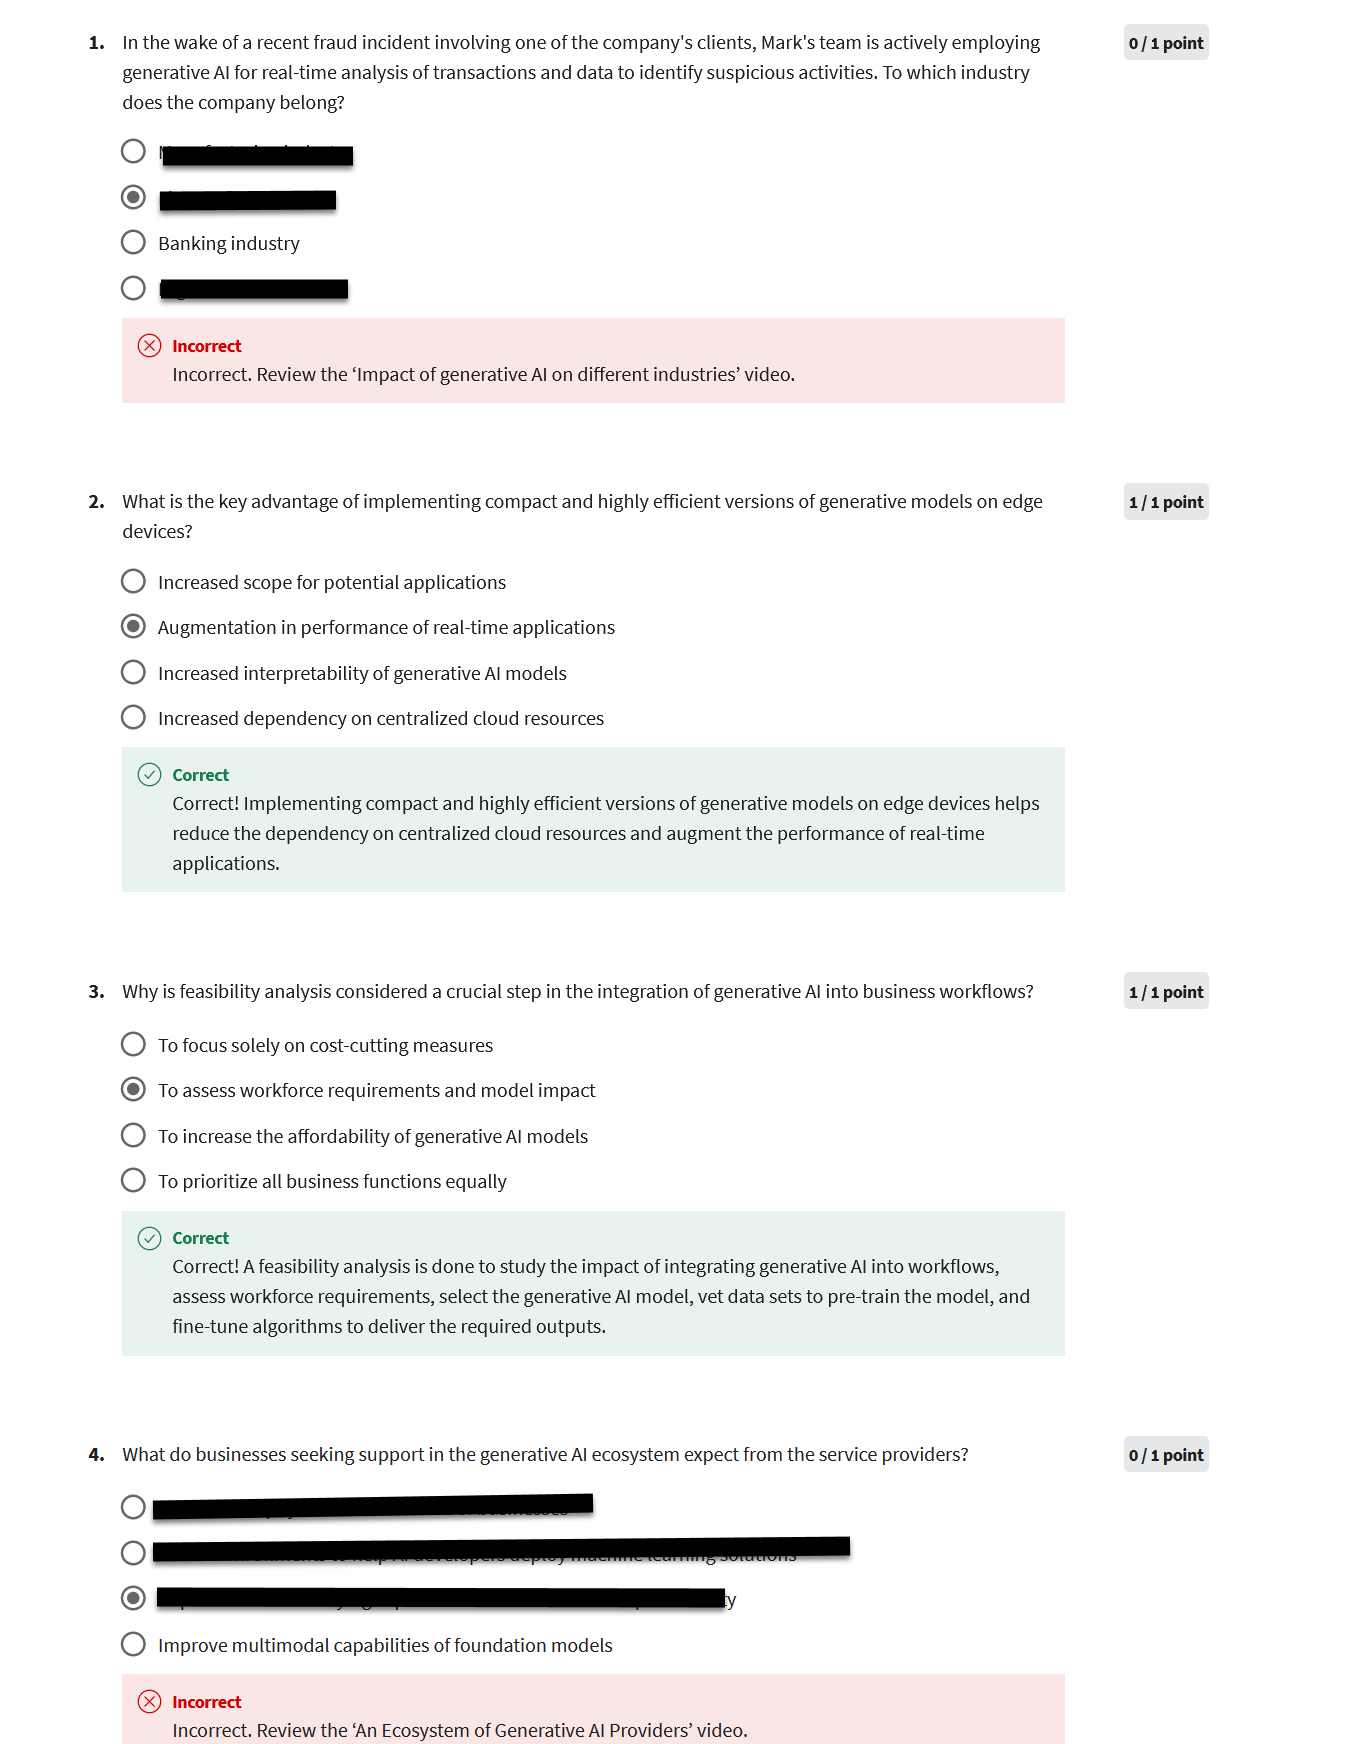 1. In the wake of a recent fraud incident involving one of the company's clients, Mark's team is actively employing
0 / 1 point
generative AI for real-time analysis of transactions and data to identify suspicious activities. To which industry
does the company belong?
Banking industry
Incorrect
Incorrect. Review the ‘Impact of generative AI on different industries’ video.
2. What is the key advantage of implementing compact and highly efficient versions of generative models on edge
1 / 1 point
devices?
Increased scope for potential applications
Augmentation in performance of real-time applications
Increased interpretability of generative AI models
Increased dependency on centralized cloud resources
Correct
Correct! Implementing compact and highly efficient versions of generative models on edge devices helps
reduce the dependency on centralized cloud resources and augment the performance of real-time
applications.
3. Why is feasibility analysis considered a crucial step in the integration of generative AI into business workflows?
1 / 1 point
To focus solely on cost-cutting measures
To assess workforce requirements and model impact
To increase the affordability of generative AI models
To prioritize all business functions equally
Correct
Correct! A feasibility analysis is done to study the impact of integrating generative AI into workflows,
assess workforce requirements, select the generative AI model, vet data sets to pre-train the model, and
fine-tune algorithms to deliver the required outputs.
4. What do businesses seeking support in the generative AI ecosystem expect from the service providers?
0 / 1 point
Improve multimodal capabilities of foundation models
Incorrect
Incorrect. Review the ‘An Ecosystem of Generative AI Providers’ video.